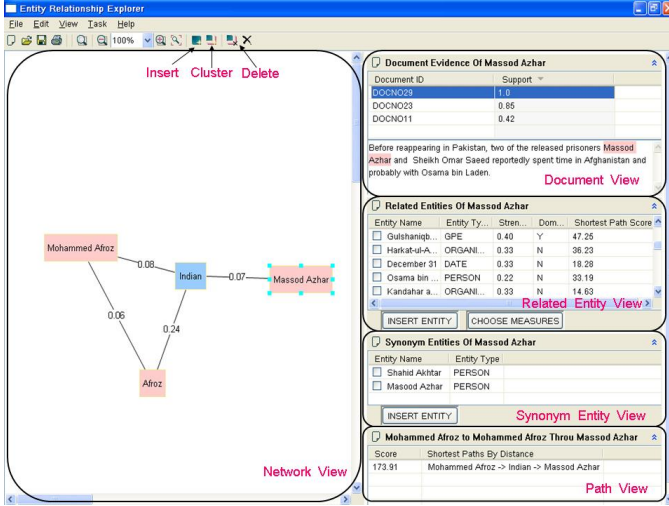 Entity Relationship Explorer
File Edit View Task Help
100%
Insert Cluster Delete
Mohammed Afroz
0.08
Indian
0.07
Massod Azhar
0.06
0.24
Afroz
Network View
Document Evidence Of Massod Azhar
Document ID Support
DOCNO29 1.0
DOCNO23 0.85
DOCNO11 0.42
Before reappearing in Pakistan, two of the released prisoners Massod
Azhar and Sheikh Omar Saeed reportedly spent time in Afghanistan and
probably with Osama bin Laden.
Document View
Related Entities Of Massod Azhar
Entity Name Entity Ty... Stren... Dom... Shortest Path Score
Gulshaniqb... GPE 0.40 Y 47.25
Harkat-ul-A... ORGANI... 0.33 N 36.23
December 31 DATE 0.33 N 18.28
Osama bin ... PERSON 0.22 N 33.19
Kandahar a... ORGANI... 0.33 N 14.63
Related Entity View
INSERT ENTITY CHOOSE MEASURES
Synonym Entities Of Massod Azhar
Entity Name Entity Type
Shahid Akhtar PERSON
Masood Azhar PERSON
INSERT ENTITY
Synonym Entity View
Mohammed Afroz to Mohammed Afroz Throu Massod Azhar
Score Shortest Paths By Distance
173.91 Mohammed Afroz -> Indian -> Massod Azhar
Path View